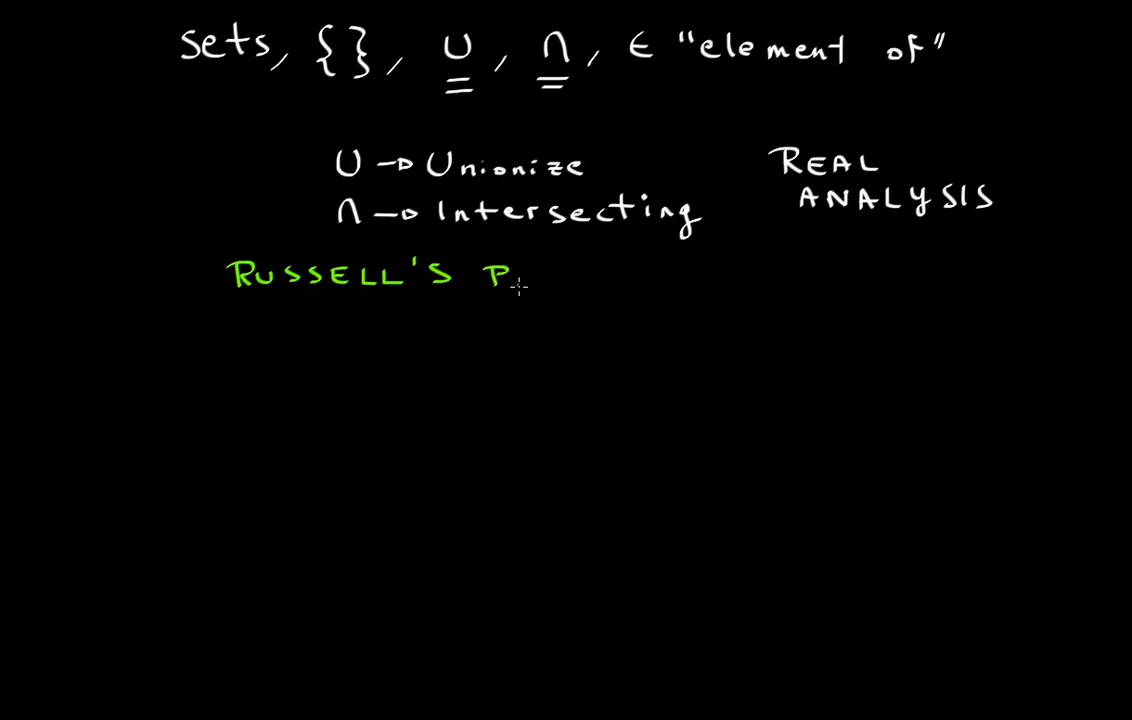 sets, {}, ∪, ∩, ∈ "element of"
∪ → Unionize
∩ → Intersecting
REAL
ANALYSIS
RUSSELL'S P